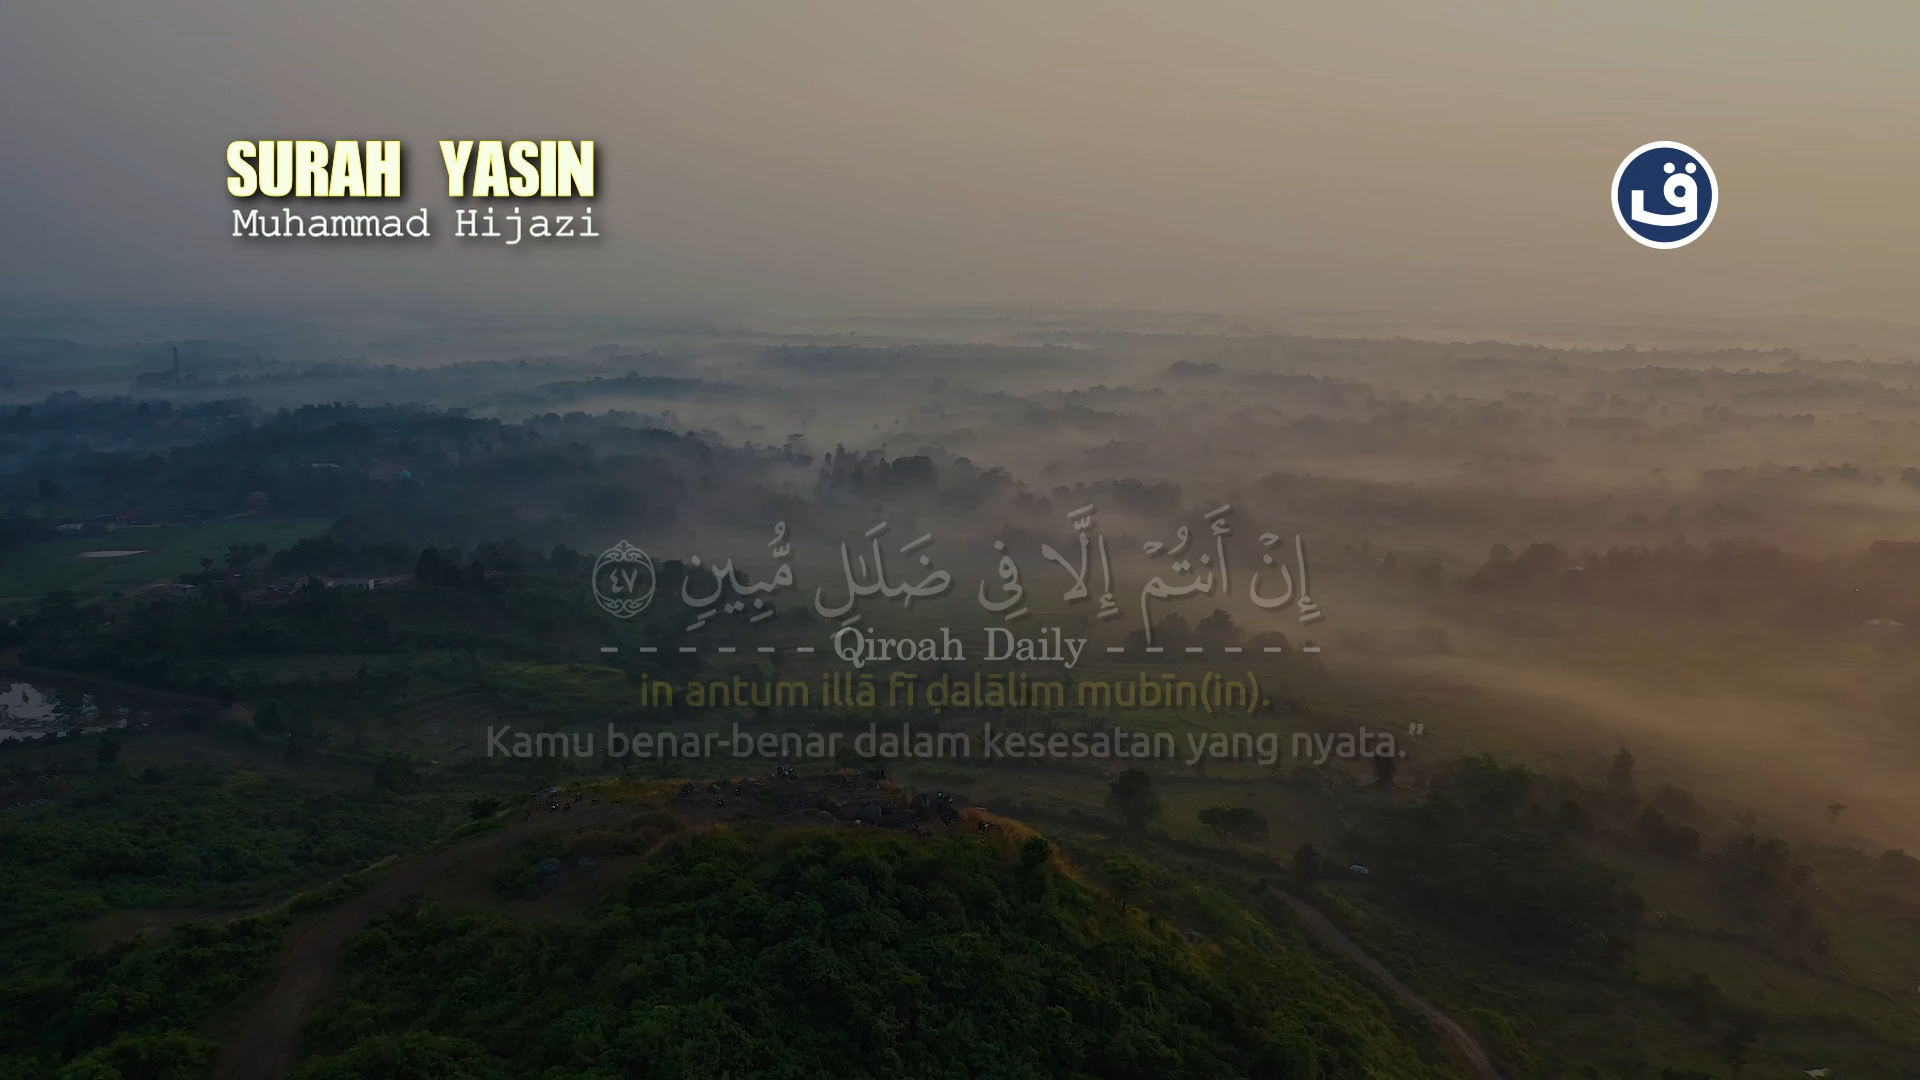 SURAH YASIN
Muhammad Hijazi
ق
إِنْ أَنتُمْ إِلَّا فِي ضَلَٰلٍ مُّبِينٍ ٤٧
- - - - - - Qiroah Daily - - - - - -
in antum illā fī ḍalālim mubīn(in).
Kamu benar-benar dalam kesesatan yang nyata.”